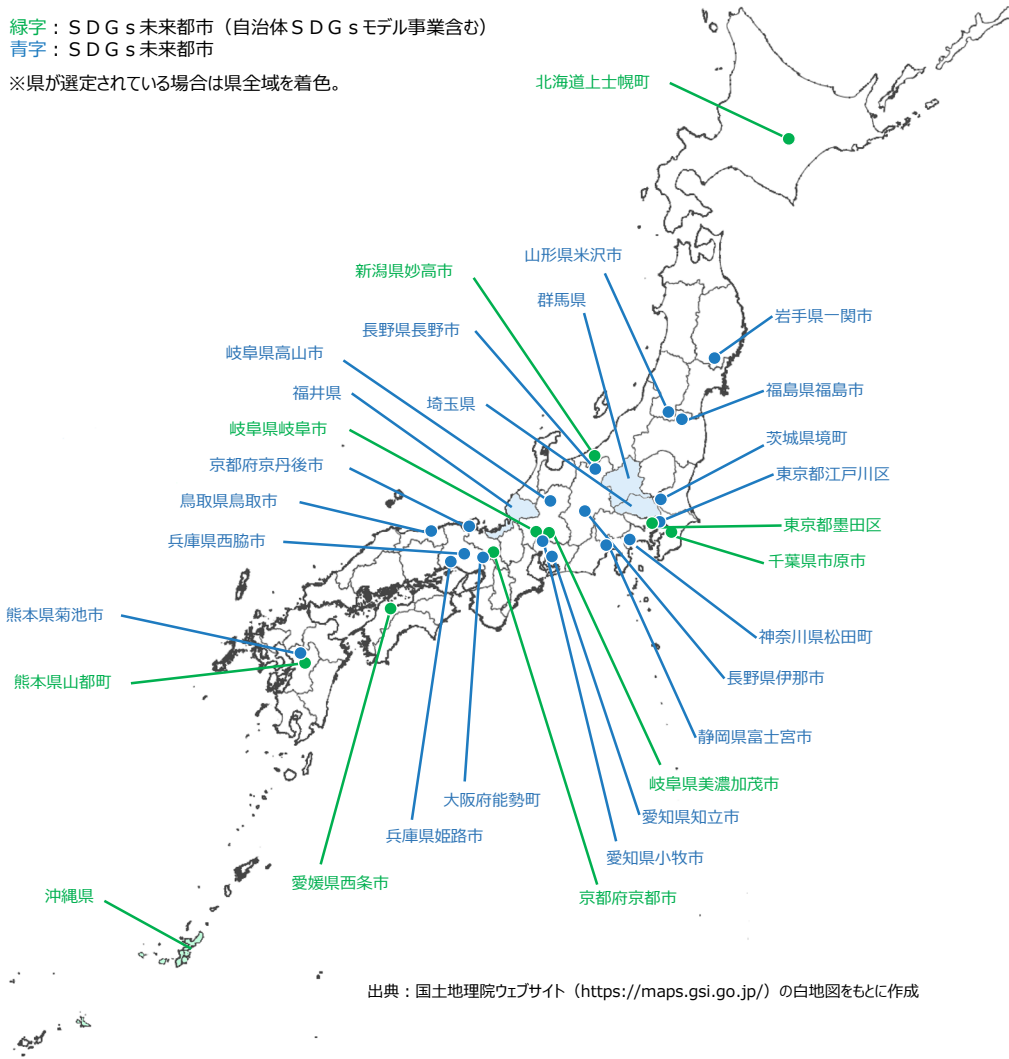 緑字：ＳＤＧｓ未来都市（自治体ＳＤＧｓモデル事業含む）
青字：ＳＤＧｓ未来都市
※県が選定されている場合は県全域を着色。
北海道上士幌町
山形県米沢市
新潟県妙高市
群馬県
岩手県一関市
長野県長野市
岐阜県高山市
福井県
埼玉県
福島県福島市
岐阜県岐阜市
茨城県境町
京都府京丹後市
東京都江戸川区
鳥取県鳥取市
東京都墨田区
兵庫県西脇市
千葉県市原市
熊本県菊池市
神奈川県松田町
熊本県山都町
長野県伊那市
静岡県富士宮市
岐阜県美濃加茂市
大阪府能勢町
愛知県知立市
兵庫県姫路市
愛知県小牧市
愛媛県西条市
沖縄県
京都府京都市
出典：国土地理院ウェブサイト（https://maps.gsi.go.jp/）の白地図をもとに作成